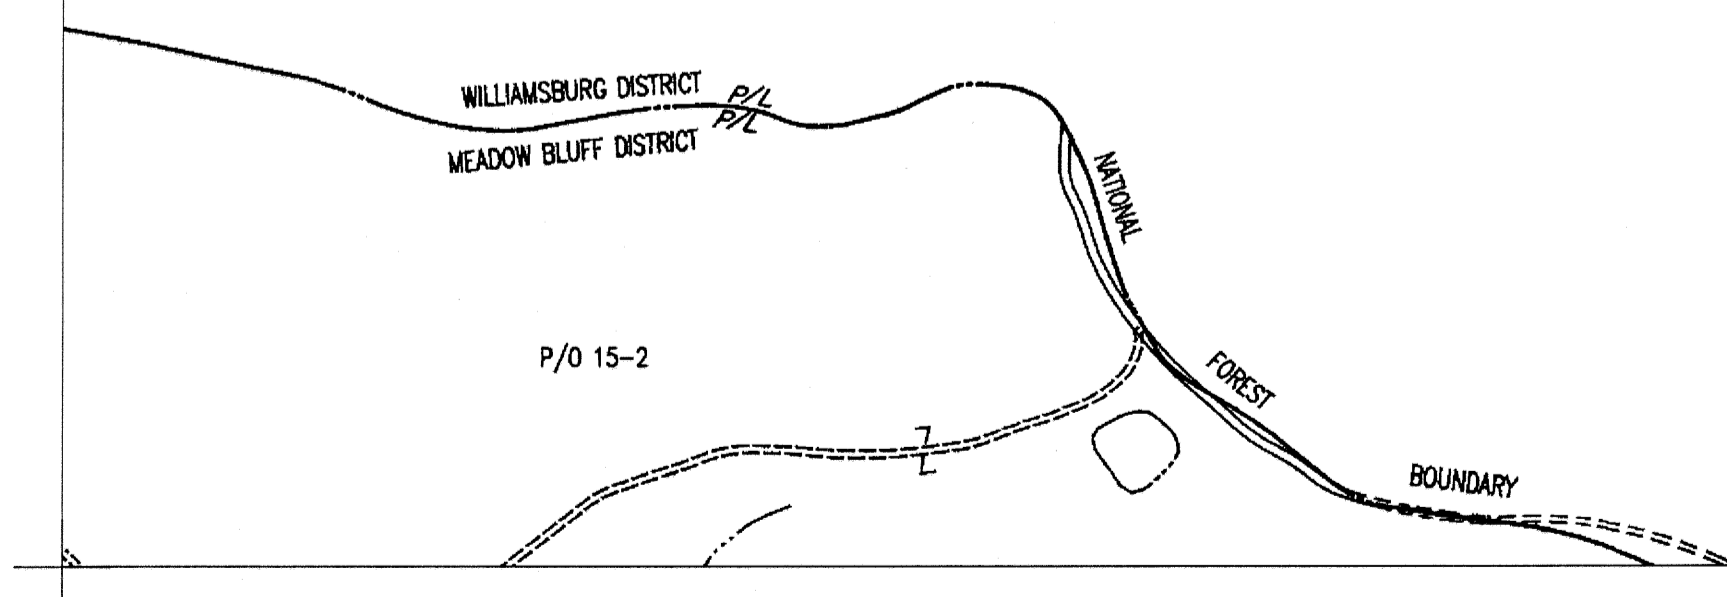 WILLIAMSBURG DISTRICT
P/L
P/L
MEADOW BLUFF DISTRICT
NATIONAL
P/O 15-2
FOREST
BOUNDARY